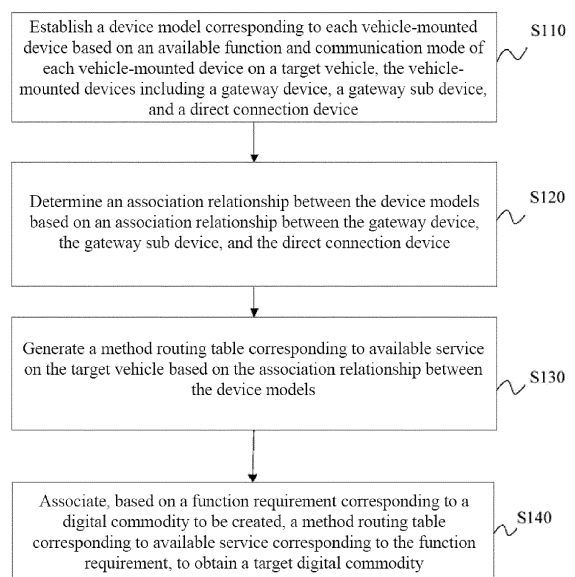 Establish a device model corresponding to each vehicle-mounted
device based on an available function and communication mode of
each vehicle-mounted device on a target vehicle, the vehicle-
mounted devices including a gateway device, a gateway sub device,
and a direct connection device
S110
Determine an association relationship between the device models
based on an association relationship between the gateway device,
the gateway sub device, and the direct connection device
S120
Generate a method routing table corresponding to available service
on the target vehicle based on the association relationship between
the device models
S130
Associate, based on a function requirement corresponding to a
digital commodity to be created, a method routing table
corresponding to available service corresponding to the function
requirement, to obtain a target digital commodity
S140